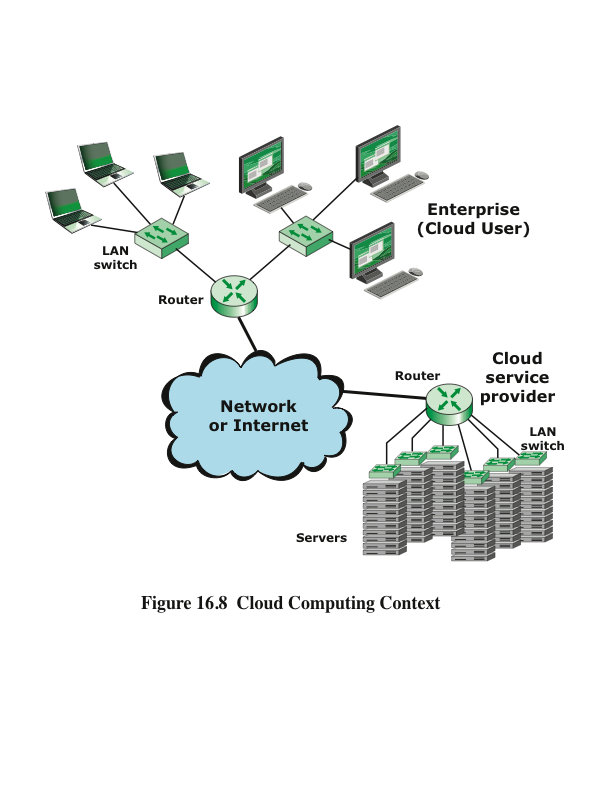 Enterprise
(Cloud User)
LAN
switch
Router
Network
or Internet
Router
Cloud
service
provider
LAN
switch
Servers
Figure 16.8 Cloud Computing Context